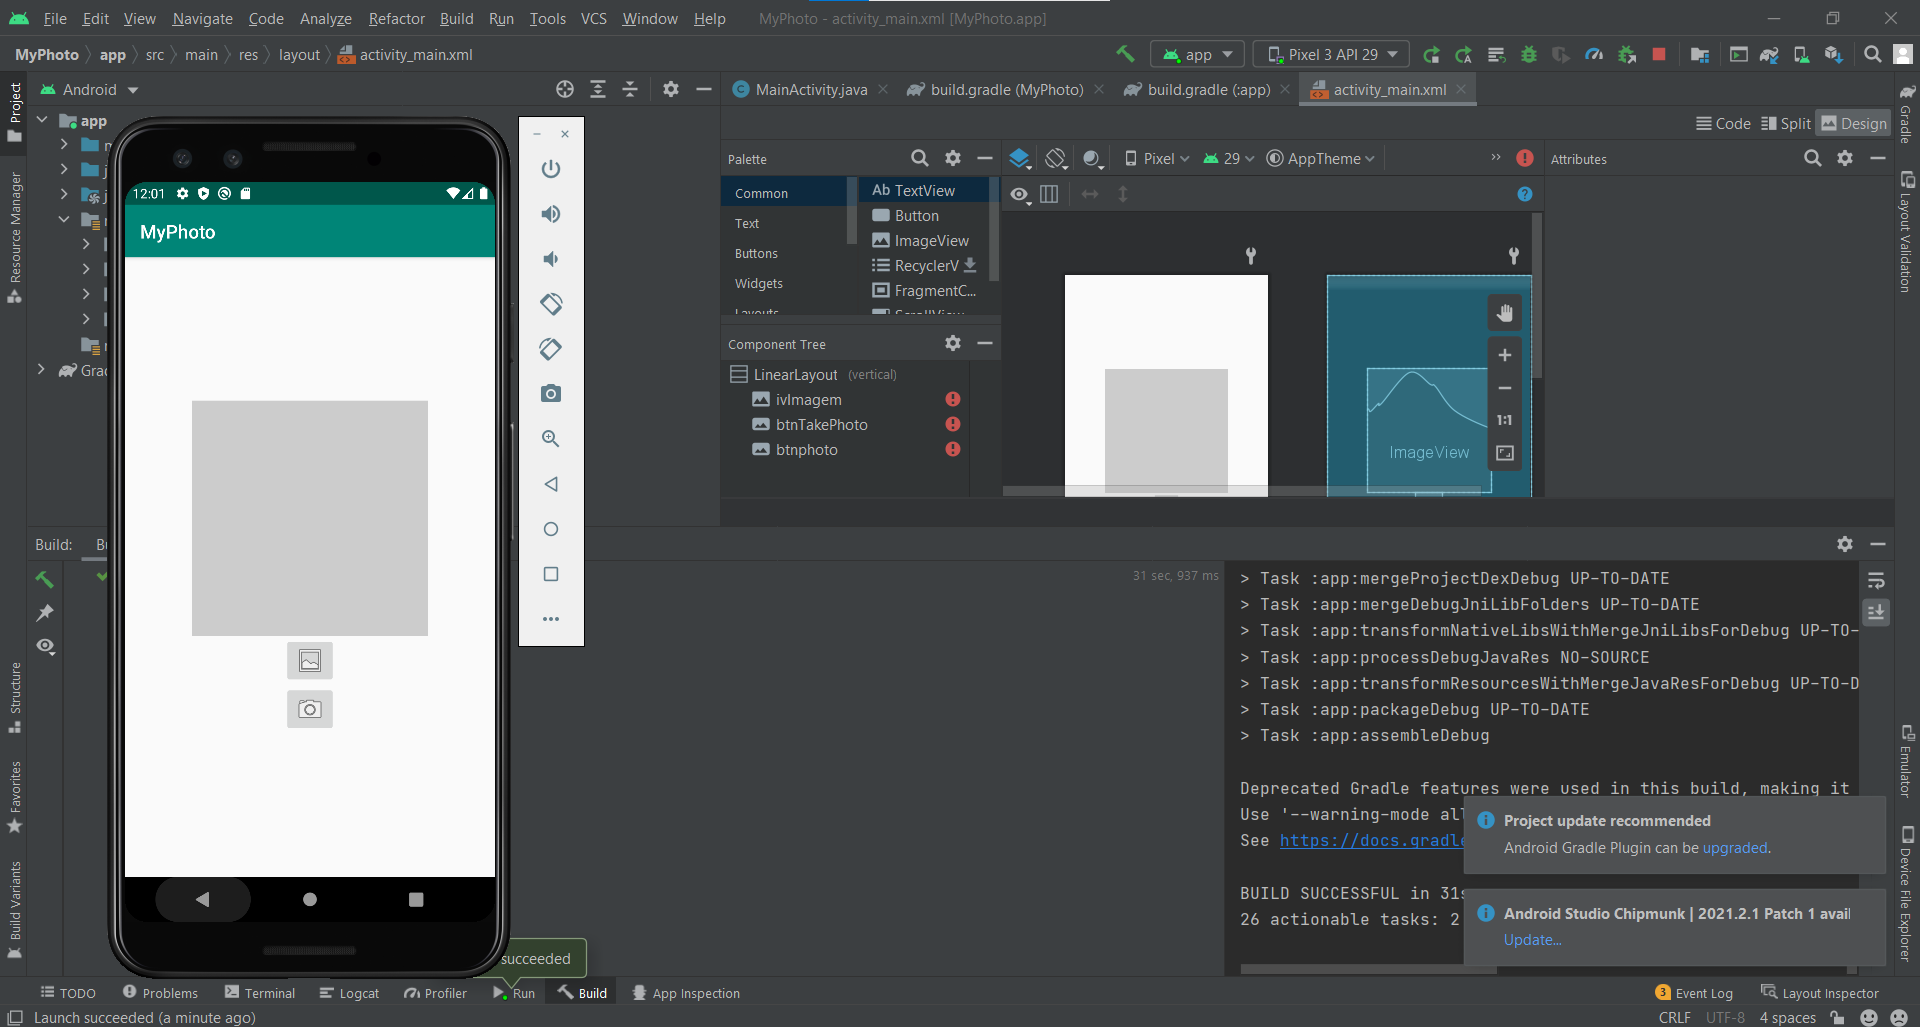 File Edit View Navigate Code Analyze Refactor Build Run Tools VCS Window Help MyPhoto - activity_main.xml [MyPhoto.app]
MyPhoto app src main res layout activity_main.xml app Pixel 3 API 29
Project
Android
MainActivity.java build.gradle (MyPhoto) build.gradle (:app) activity_main.xml
Gradle
app
Code Split Design
Palette
Pixel 29 AppTheme
Attributes
Resource Manager
Layout Validation
Common
Text
Buttons
Widgets
Layouts
Ab TextView
Button
ImageView
RecyclerV
FragmentC...
ScrollView
12:01
MyPhoto
Component Tree
LinearLayout (vertical)
ivImagem
btnTakePhoto
btnphoto
ImageView
1:1
Grad
Build:
31 sec, 937 ms
> Task :app:mergeProjectDexDebug UP-TO-DATE
> Task :app:mergeDebugJniLibFolders UP-TO-DATE
> Task :app:transformNativeLibsWithMergeJniLibsForDebug UP-TO-
> Task :app:processDebugJavaRes NO-SOURCE
> Task :app:transformResourcesWithMergeJavaResForDebug UP-TO-D
> Task :app:packageDebug UP-TO-DATE
> Task :app:assembleDebug
Deprecated Gradle features were used in this build, making it
Use '--warning-mode al
See https://docs.gradle
BUILD SUCCESSFUL in 31s
26 actionable tasks: 2
Project update recommended
Android Gradle Plugin can be upgraded.
Android Studio Chipmunk | 2021.2.1 Patch 1 avail
Update...
Structure
Favorites
Build Variants
Emulator
Device File Explorer
succeeded
TODO Problems Terminal Logcat Profiler Run Build App Inspection 3 Event Log Layout Inspector
Launch succeeded (a minute ago) CRLF UTF-8 4 spaces